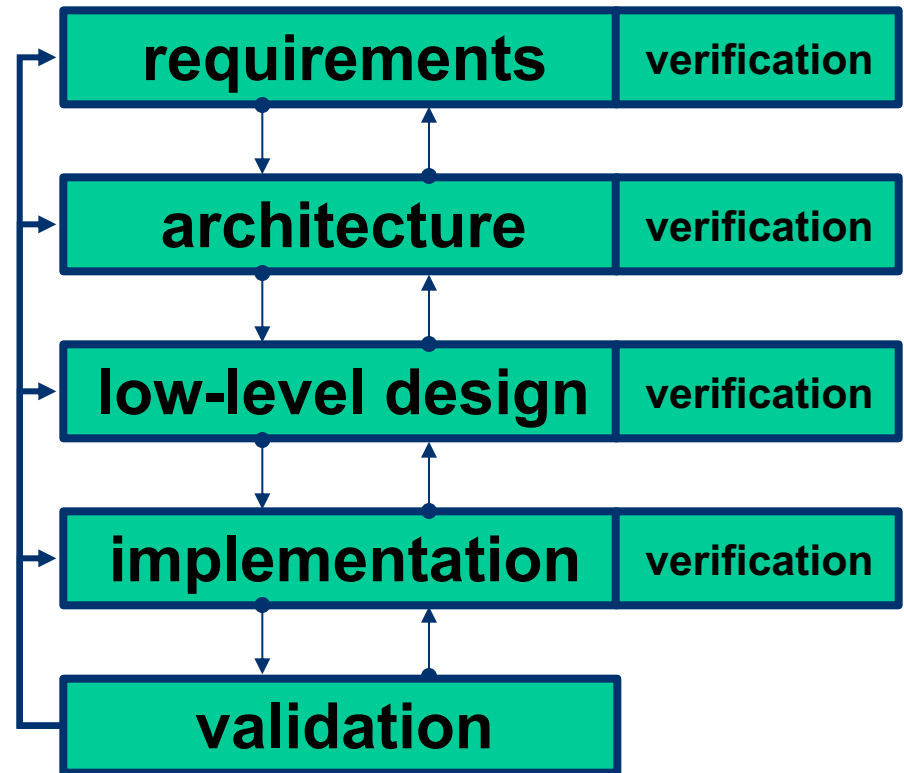 requirements verification
architecture verification
low-level design verification
implementation verification
validation